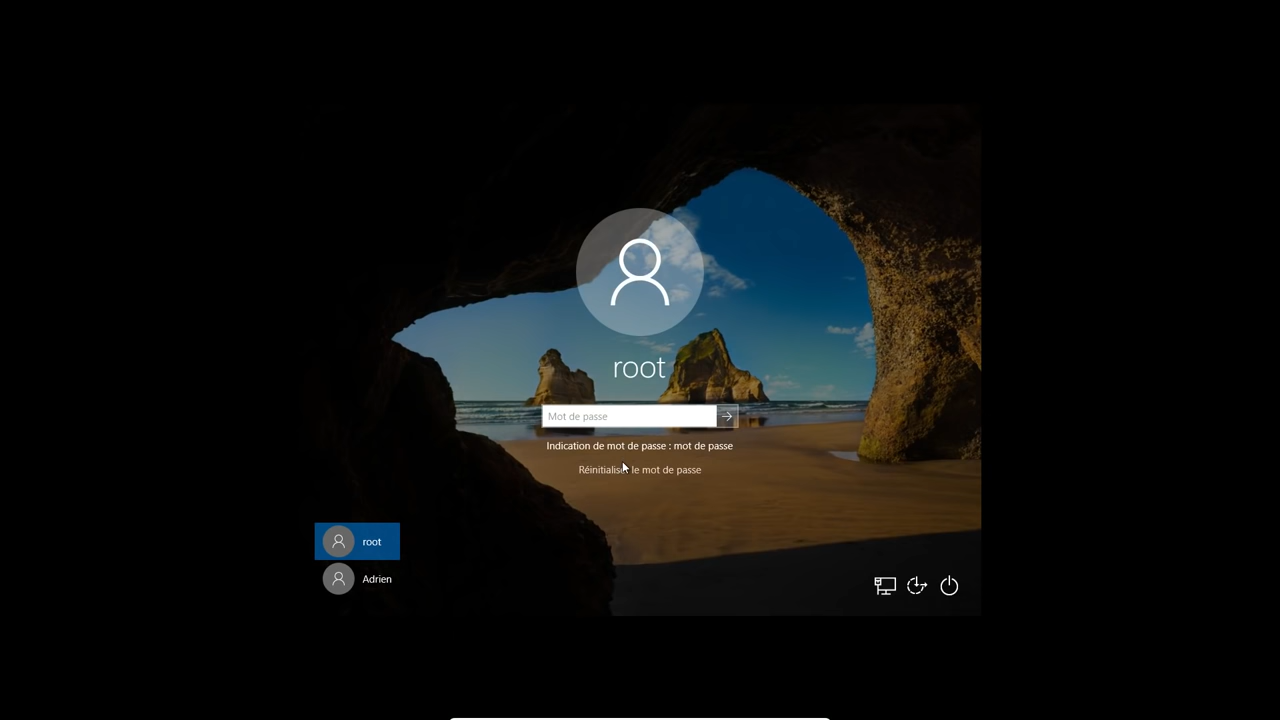 root
Mot de passe
Indication de mot de passe : mot de passe
Réinitialiser le mot de passe
root
Adrien